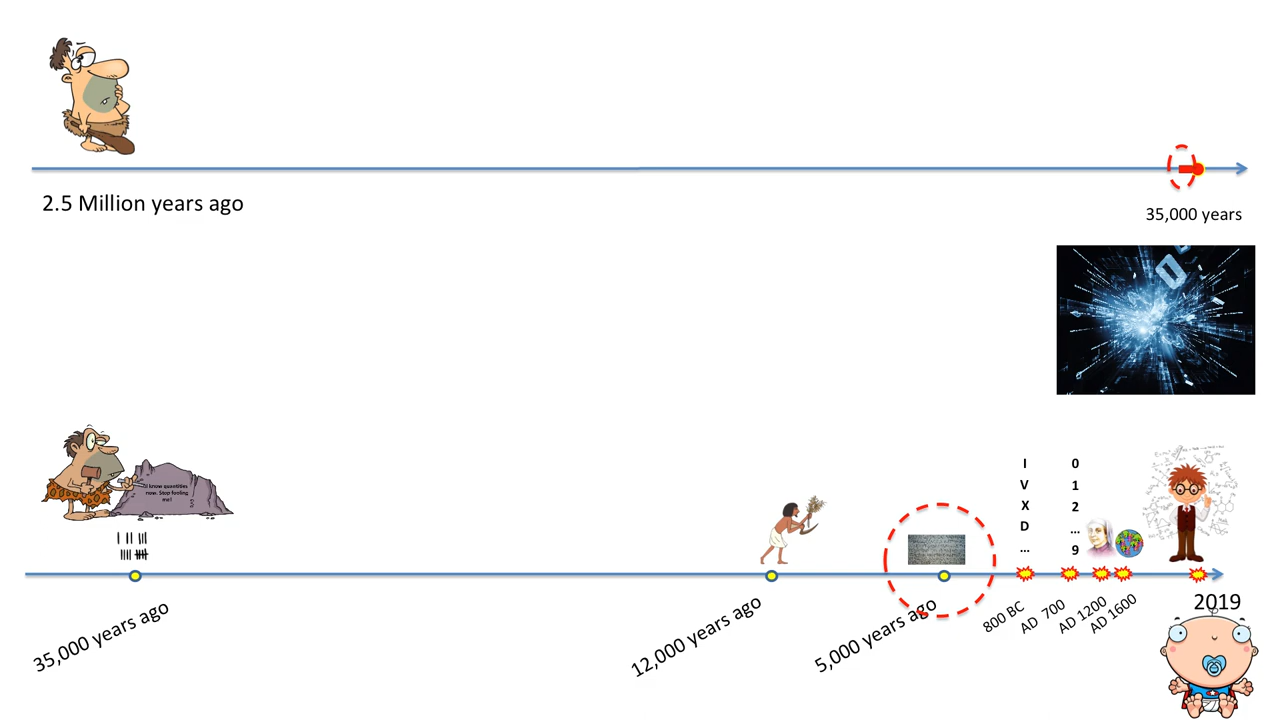 2.5 Million years ago
35,000 years
I know quantities
now. Stop fooling
me!
I
V
X
D
...
0
1
2
...
9
35,000 years ago
12,000 years ago
5,000 years ago
800 BC
AD 700
AD 1200
AD 1600
2019